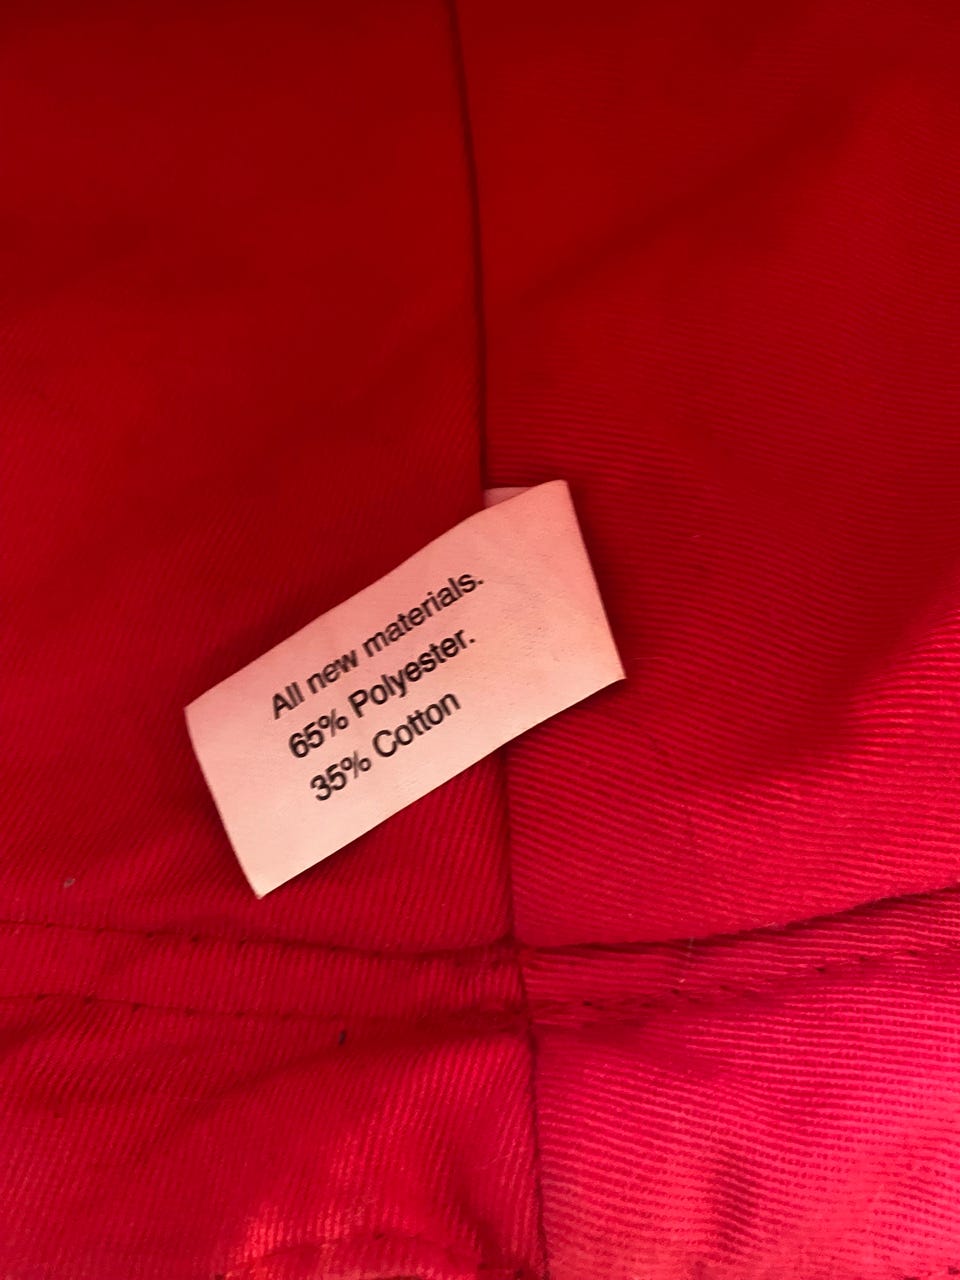 All new materials.
65% Polyester.
35% Cotton